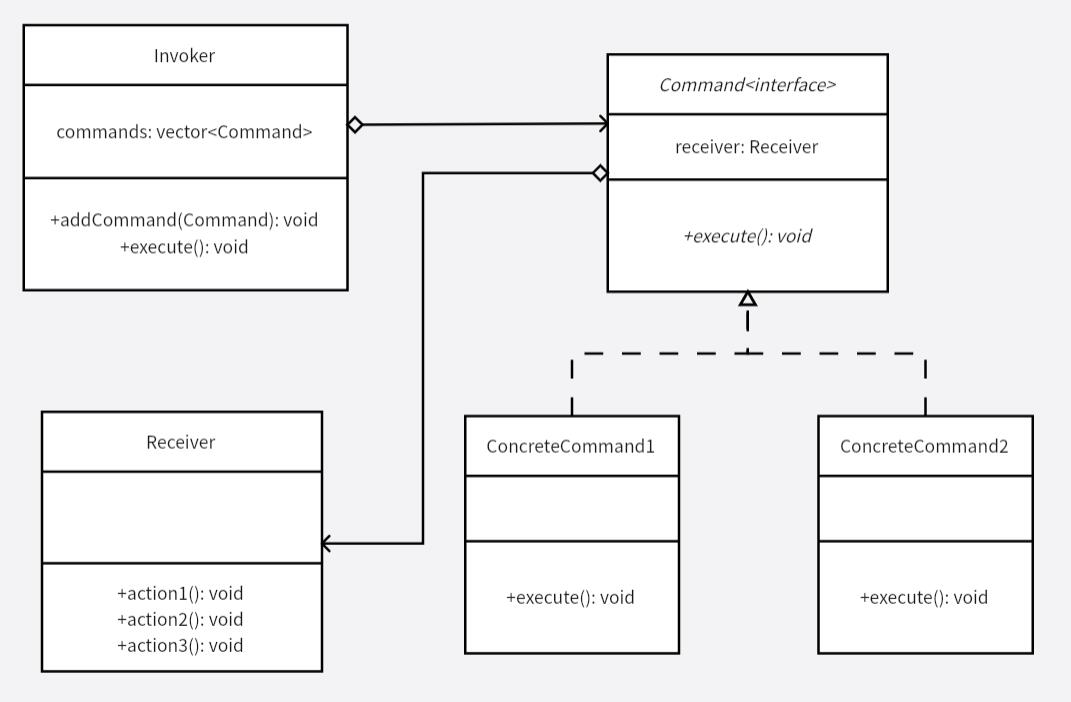 Invoker
commands: vector<Command>
+addCommand(Command): void
+execute(): void
Command<interface>
receiver: Receiver
+execute(): void
Receiver
+action1(): void
+action2(): void
+action3(): void
ConcreteCommand1
+execute(): void
ConcreteCommand2
+execute(): void